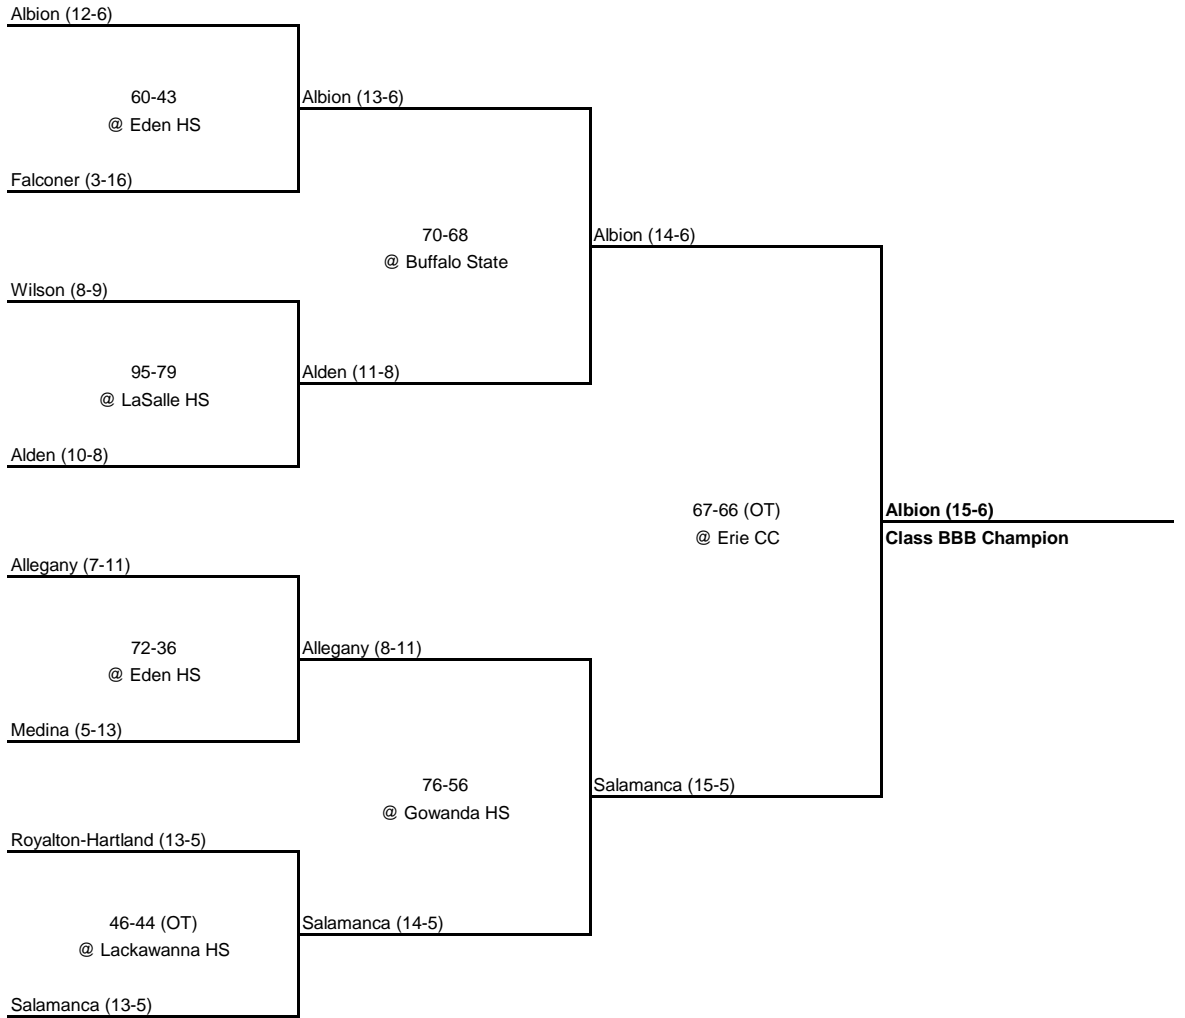 Albion (12-6)
60-43
@ Eden HS
Albion (13-6)
Falconer (3-16)
70-68
@ Buffalo State
Albion (14-6)
Wilson (8-9)
95-79
@ LaSalle HS
Alden (11-8)
Alden (10-8)
67-66 (OT)
@ Erie CC
Albion (15-6)
Class BBB Champion
Allegany (7-11)
72-36
@ Eden HS
Allegany (8-11)
Medina (5-13)
76-56
@ Gowanda HS
Salamanca (15-5)
Royalton-Hartland (13-5)
46-44 (OT)
@ Lackawanna HS
Salamanca (14-5)
Salamanca (13-5)